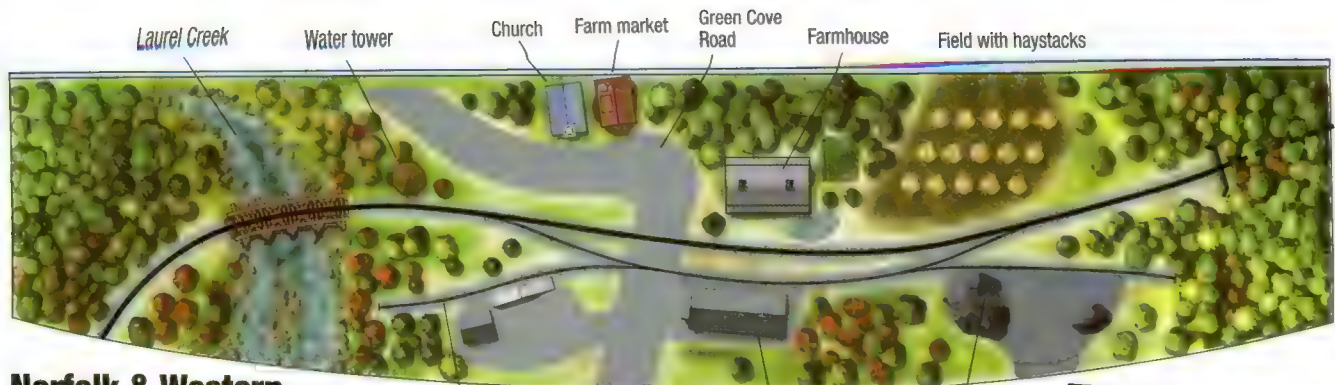 Laurel Creek
Water tower
Church
Farm market
Green Cove
Road
Farmhouse
Field with haystacks
Norfolk & Western